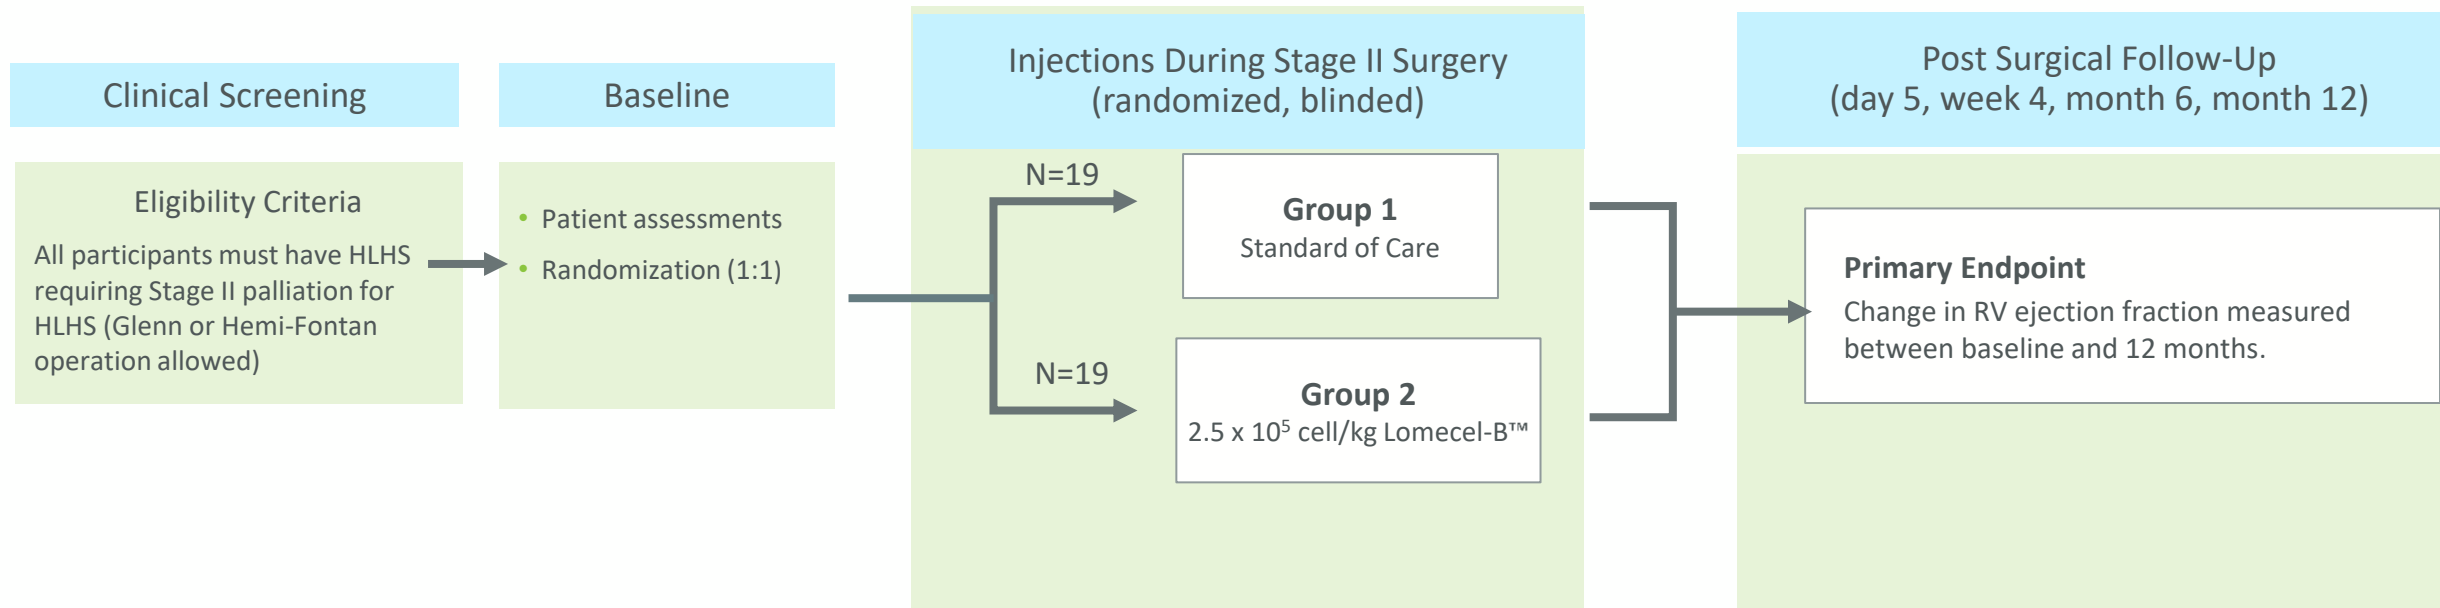 Clinical Screening
Eligibility Criteria
All participants must have HLHS
requiring Stage II palliation for
HLHS (Glenn or Hemi-Fontan
operation allowed)
Baseline
• Patient assessments
• Randomization (1:1)
Injections During Stage II Surgery
(randomized, blinded)
N=19
Group 1
Standard of Care
N=19
Group 2
2.5 x 10⁵ cell/kg Lomecel-B™
Post Surgical Follow-Up
(day 5, week 4, month 6, month 12)
Primary Endpoint
Change in RV ejection fraction measured
between baseline and 12 months.